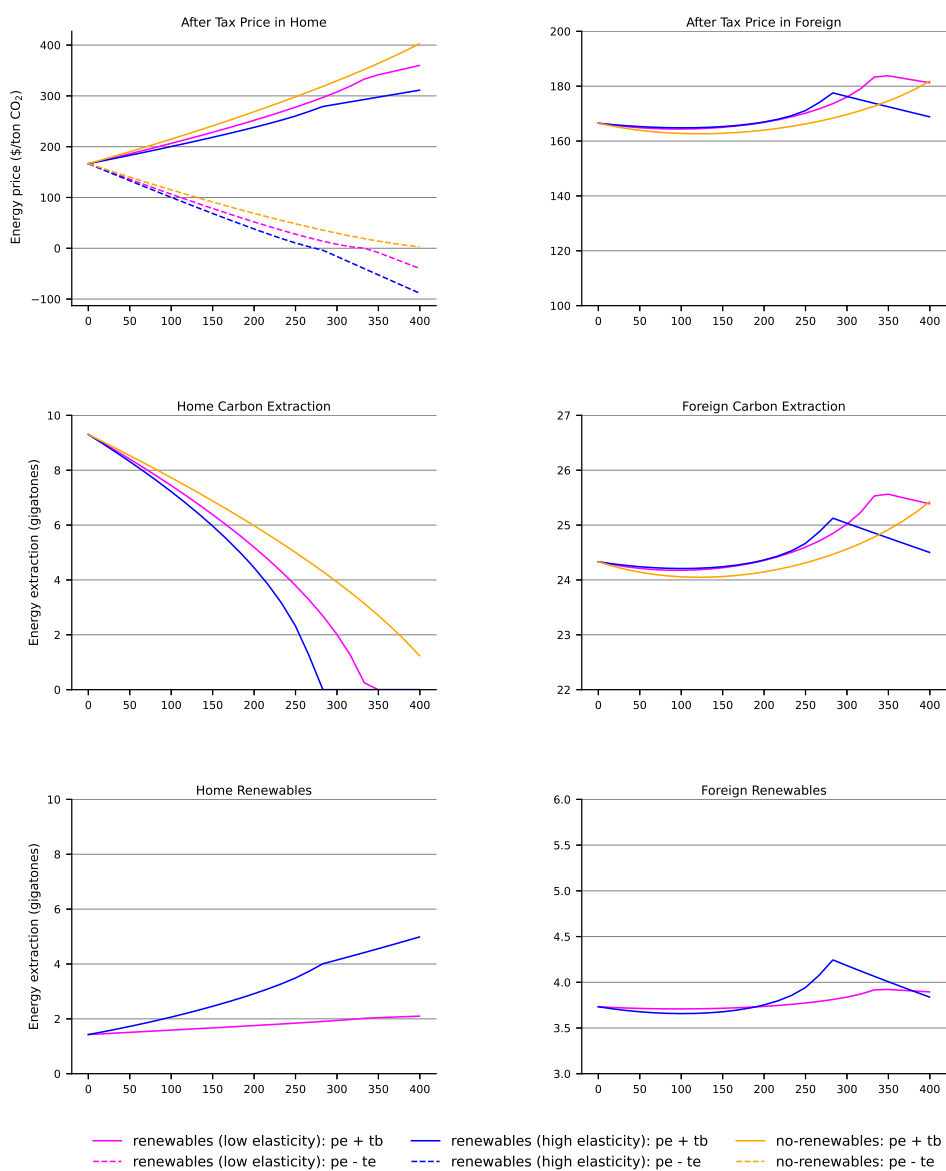 After Tax Price in Home
Energy price ($/ton CO₂)
400
300
200
100
0
−100
0 50 100 150 200 250 300 350 400
After Tax Price in Foreign
200
180
160
140
120
100
0 50 100 150 200 250 300 350 400
Home Carbon Extraction
Energy extraction (gigatones)
10
8
6
4
2
0
0 50 100 150 200 250 300 350 400
Foreign Carbon Extraction
27
26
25
24
23
22
0 50 100 150 200 250 300 350 400
Home Renewables
Energy extraction (gigatones)
10
8
6
4
2
0
0 50 100 150 200 250 300 350 400
Foreign Renewables
6.0
5.5
5.0
4.5
4.0
3.5
3.0
0 50 100 150 200 250 300 350 400
renewables (low elasticity): pe + tb renewables (high elasticity): pe + tb no-renewables: pe + tb
renewables (low elasticity): pe - te renewables (high elasticity): pe - te no-renewables: pe - te